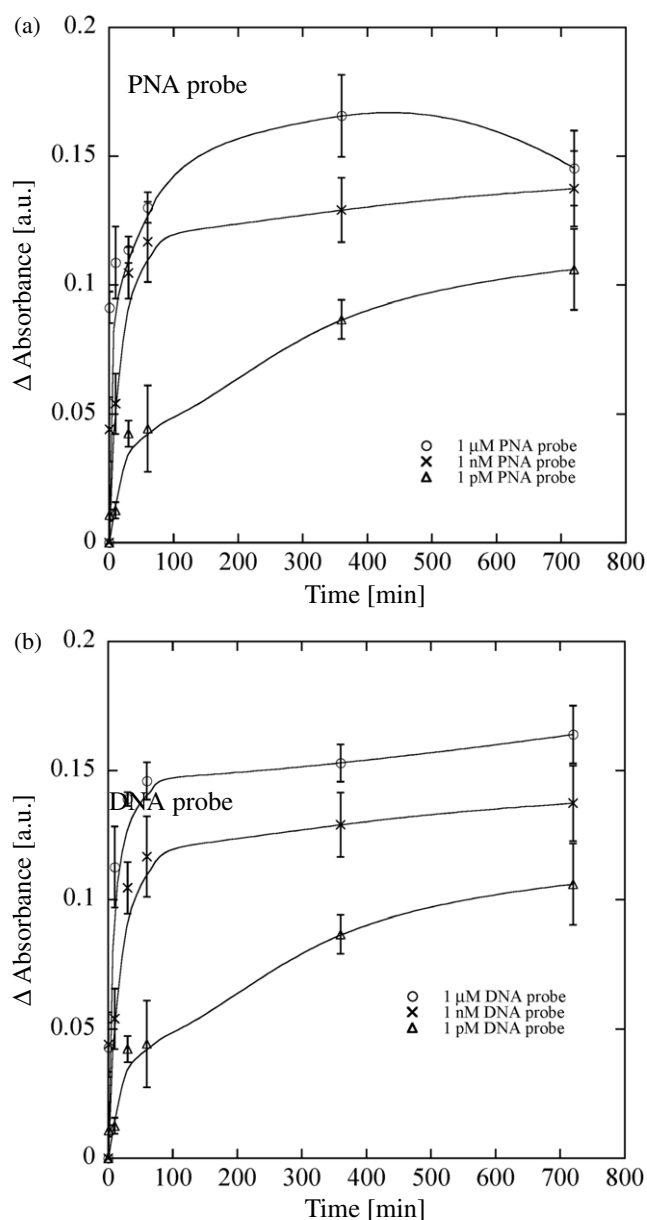 (a)
0.2
PNA probe
0.15
0.1
0.05
0
Δ Absorbance [a.u.]
1 μM PNA probe
1 nM PNA probe
1 pM PNA probe
0 100 200 300 400 500 600 700 800
Time [min]
(b)
0.2
0.15
DNA probe
0.1
0.05
0
Δ Absorbance [a.u.]
1 μM DNA probe
1 nM DNA probe
1 pM DNA probe
0 100 200 300 400 500 600 700 800
Time [min]